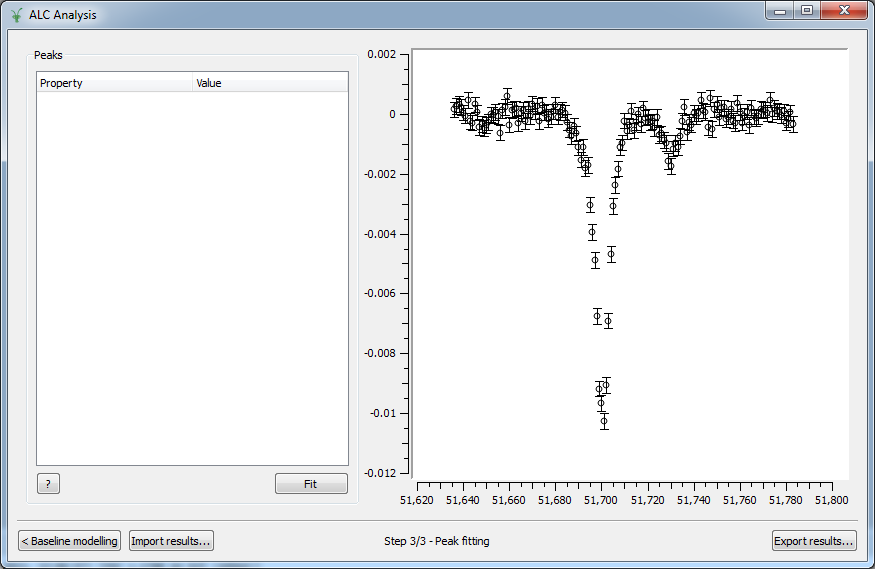 ALC Analysis
Peaks
Property Value
?
Fit
0.002
0
-0.002
-0.004
-0.006
-0.008
-0.01
-0.012
51,620 51,640 51,660 51,680 51,700 51,720 51,740 51,760 51,780 51,800
< Baseline modelling Import results... Step 3/3 - Peak fitting Export results...